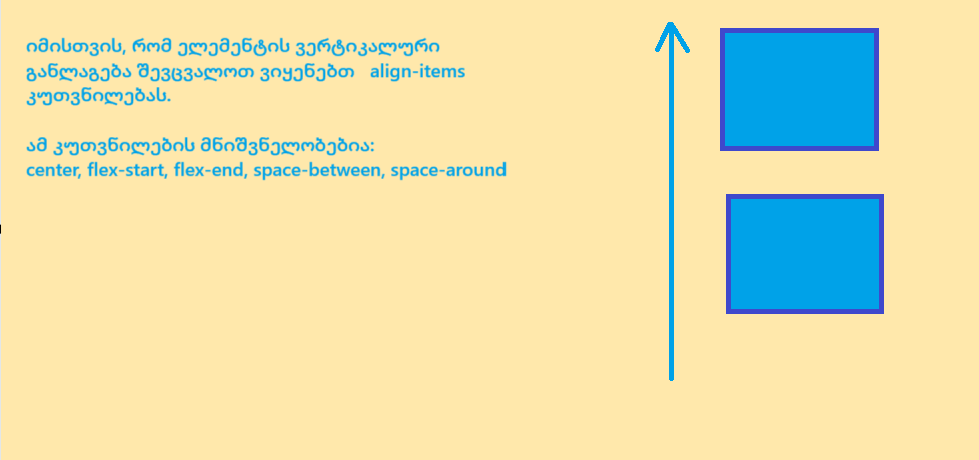 იმისთვის, რომ ელემენტის ვერტიკალური
განლაგება შევცვალოთ ვიყენებთ align-items
კუთვნილებას.
ამ კუთვნილების მნიშვნელობებია:
center, flex-start, flex-end, space-between, space-around